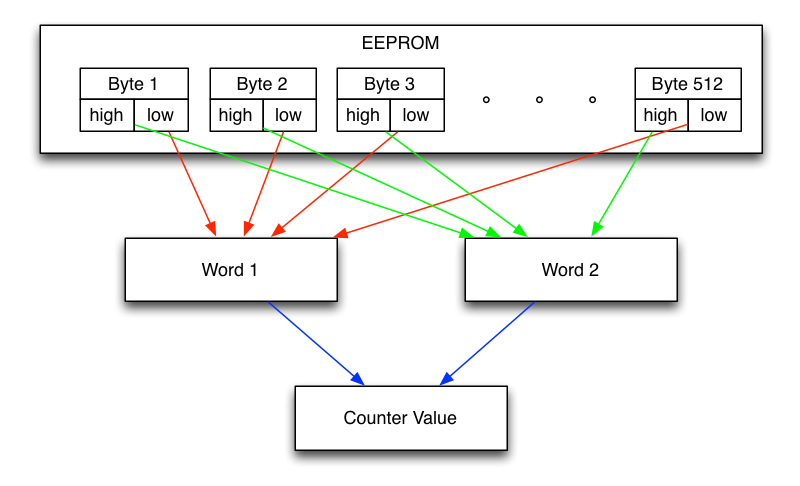 EEPROM
Byte 1 Byte 2 Byte 3 Byte 512
high low high low high low high low
Word 1 Word 2
Counter Value